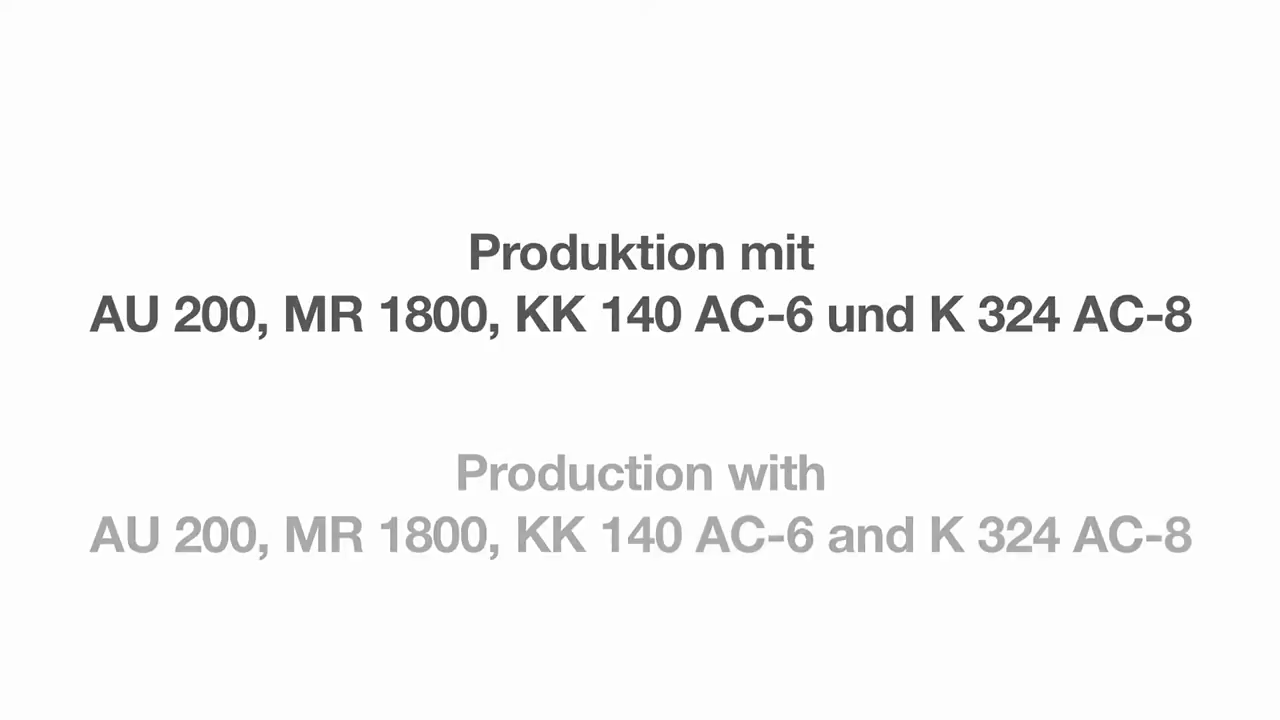 Produktion mit
AU 200, MR 1800, KK 140 AC-6 und K 324 AC-8
Production with
AU 200, MR 1800, KK 140 AC-6 and K 324 AC-8